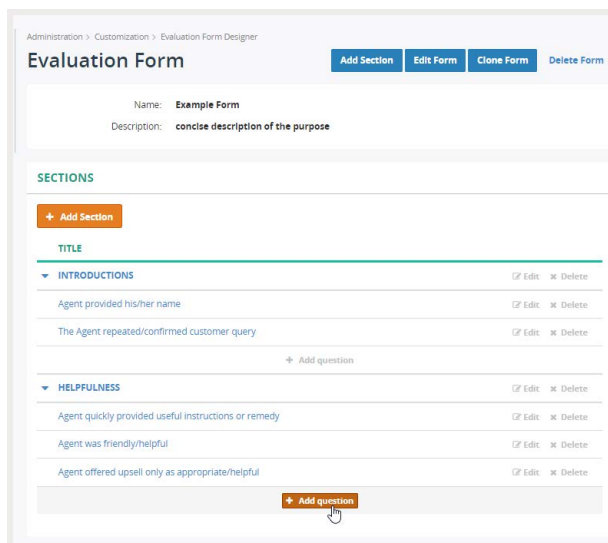 Administration > Customization > Evaluation Form Designer
Evaluation Form
Add Section Edit Form Clone Form Delete Form
Name: Example Form
Description: concise description of the purpose
SECTIONS
+ Add Section
TITLE
INTRODUCTIONS Edit Delete
Agent provided his/her name Edit Delete
The Agent repeated/confirmed customer query Edit Delete
+ Add question
HELPFULNESS Edit Delete
Agent quickly provided useful instructions or remedy Edit Delete
Agent was friendly/helpful Edit Delete
Agent offered upsell only as appropriate/helpful Edit Delete
+ Add question